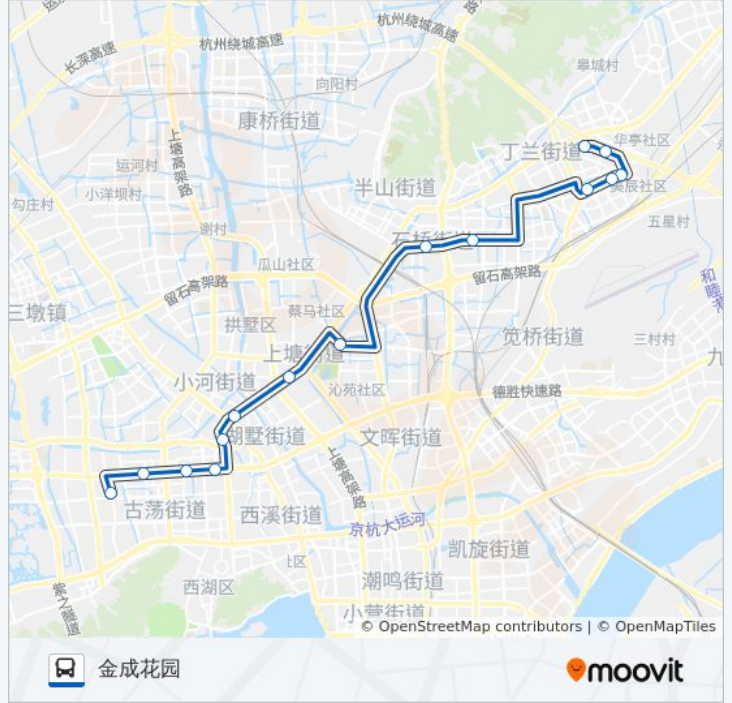 杭州绕城高速
杭州绕城高速
长深高速
皋城村
向阳村
康桥街道
上塘高架路
华亭社区
丁兰街道
运河村
半山街道
小洋坝村
勾庄村
谢村
五星村
石桥街道
瓜山社区
留石高架路
留石高架路
三墩镇
蔡马社区
拱墅区
笕桥街道
三村村
九
上塘街道
小河街道
沁苑社区
德胜快速路
湖墅街道
文晖街道
上塘高架路
古荡街道
西溪街道
京杭大运河
凯旋街道
西湖区
潮鸣街道
紫之隧道
小营街道
© OpenStreetMap contributors | © OpenMapTiles
金成花园
moovit